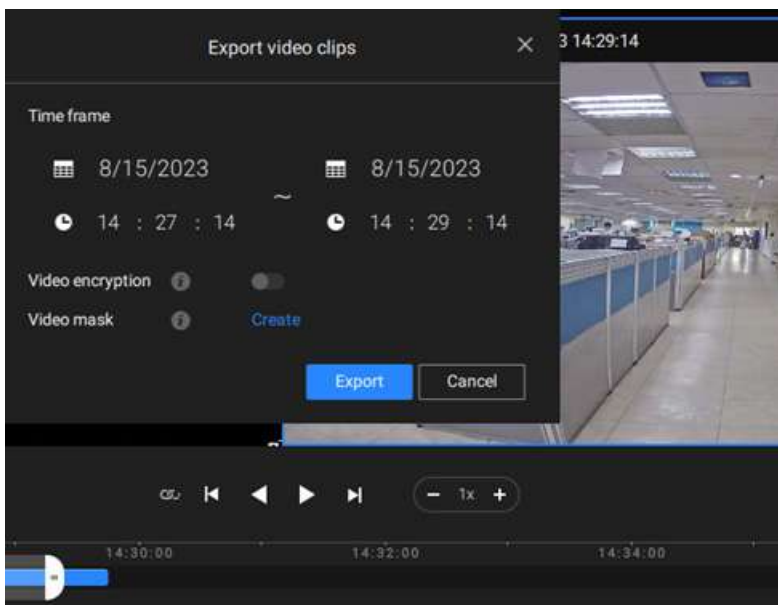 Export video clips
3 14:29:14
Time frame
8/15/2023
~
8/15/2023
14 : 27 : 14
14 : 29 : 14
Video encryption
Video mask
Create
Export
Cancel
1x
14:30:00
14:32:00
14:34:00